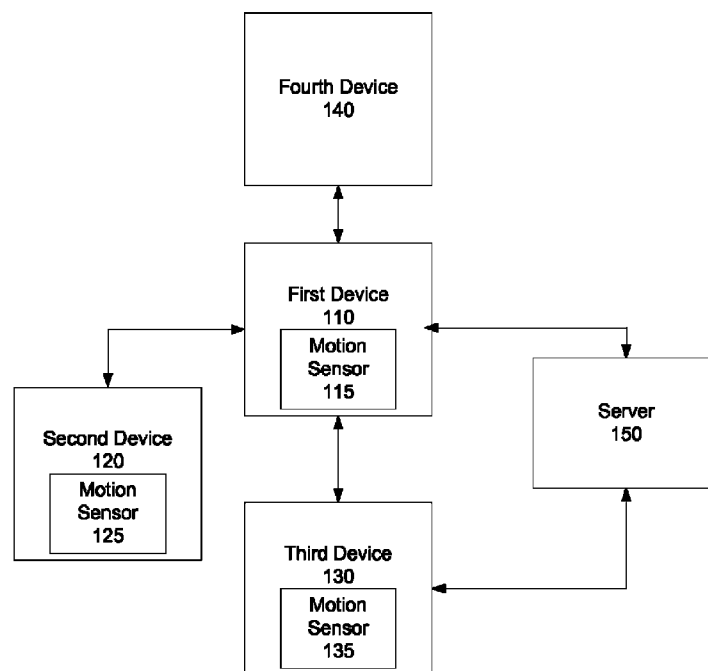 Fourth Device
140
First Device
110
Motion
Sensor
115
Second Device
120
Motion
Sensor
125
Server
150
Third Device
130
Motion
Sensor
135